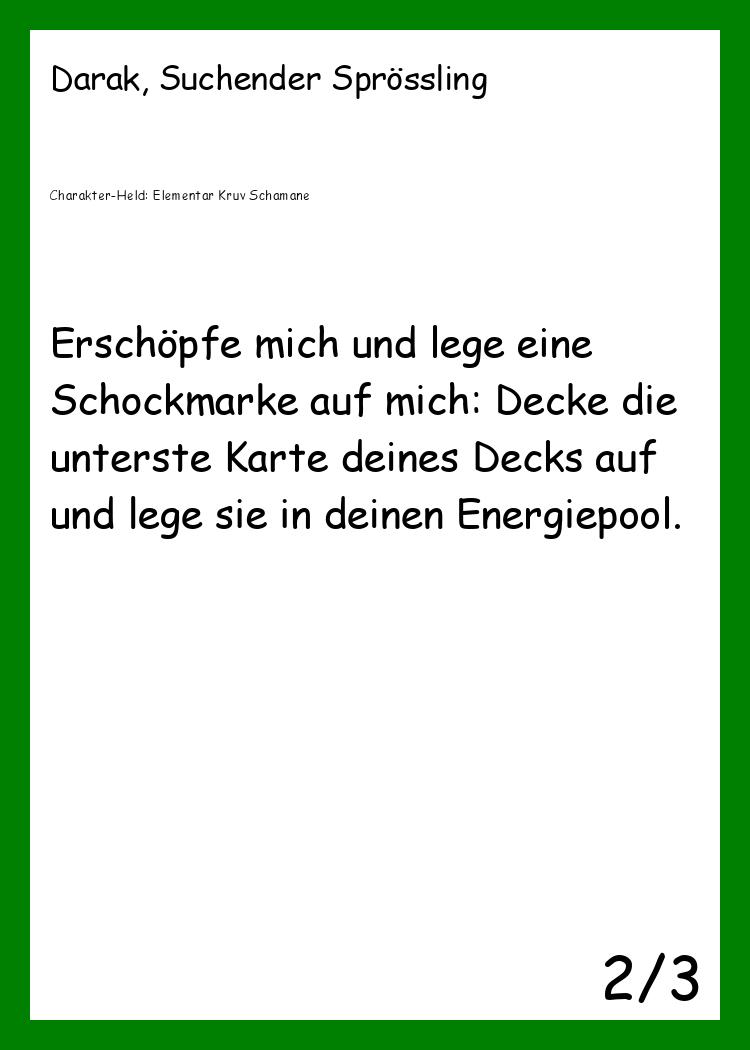 Darak, Suchender Sprössling
Charakter-Held: Elementar Kruv Schamane
Erschöpfe mich und lege eine
Schockmarke auf mich: Decke die
unterste Karte deines Decks auf
und lege sie in deinen Energiepool.
2/3